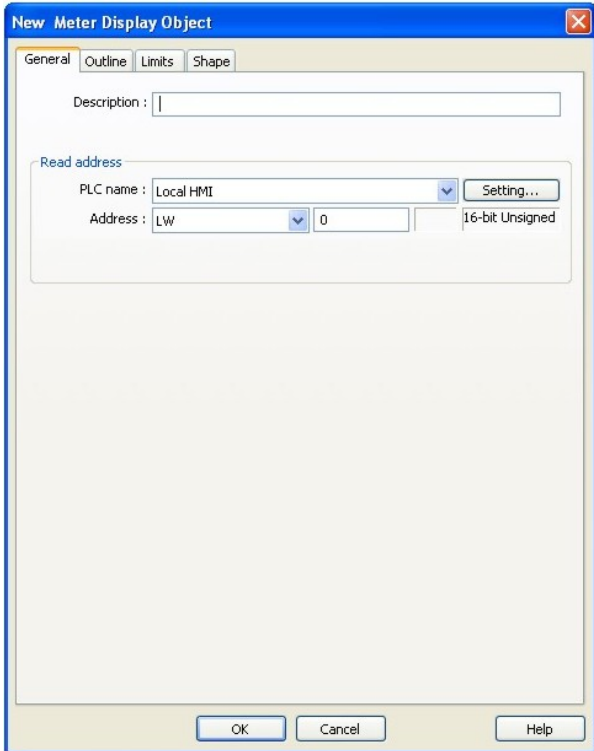 New Meter Display Object
General Outline Limits Shape
Description :
Read address
PLC name : Local HMI Setting...
Address : LW 0 16-bit Unsigned
OK Cancel Help